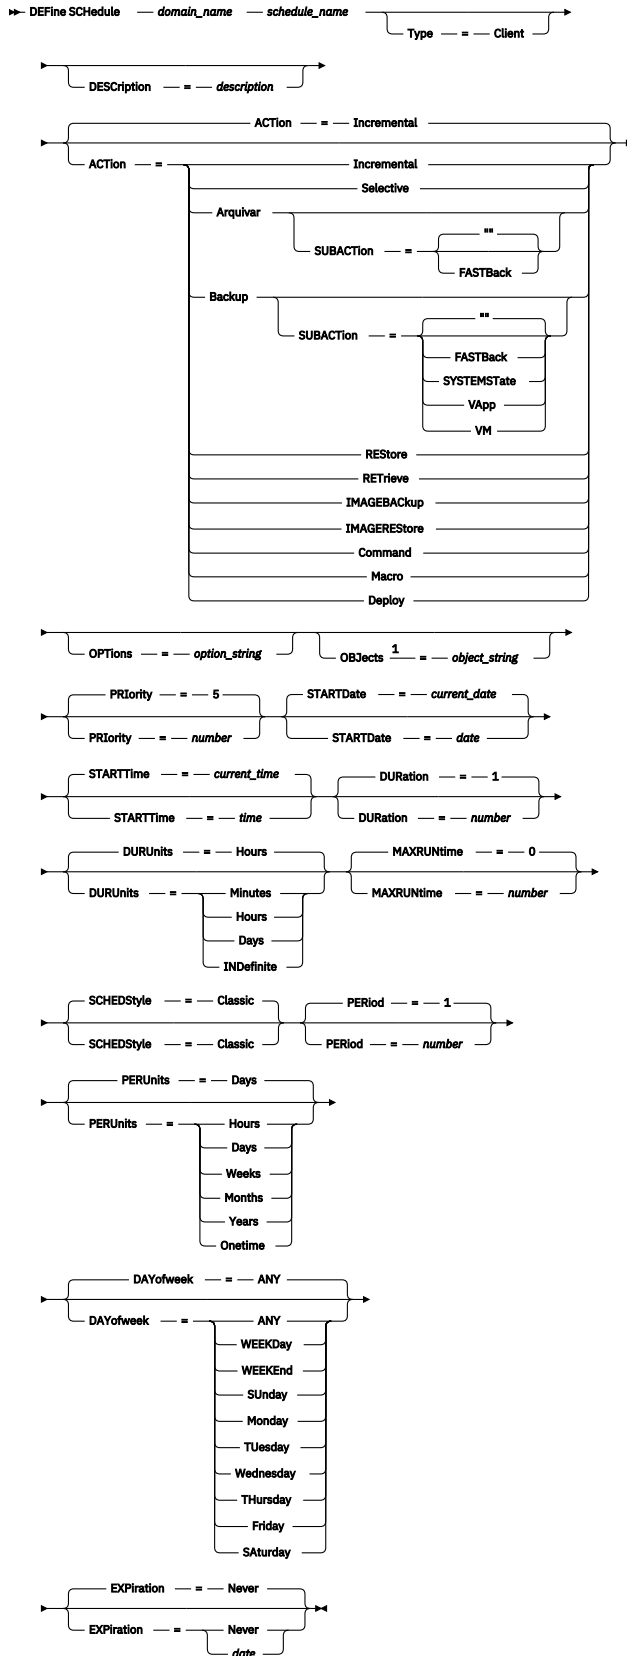 DEFine SCHedule — domain_name — schedule_name
Type — = — Client
DESCription — = — description
ACTion — = — Incremental
ACTion — = Incremental
Selective
Arquivar
""
SUBACTion — =
FASTBack
Backup
""
SUBACTion — =
FASTBack
SYSTEMSTate
VApp
VM
REStore
RETrieve
IMAGEBACkup
IMAGEREStore
Command
Macro
Deploy
OPTions — = — option_string
OBJects 1 = — object_string
PRIority — = — 5
STARTDate — = — current_date
PRIority — = — number
STARTDate — = — date
STARTTime — = — current_time
DURation — = — 1
STARTTime — = — time
DURation — = — number
DURUnits — = — Hours
MAXRUNtime — = — 0
DURUnits — = Minutes
MAXRUNtime — = — number
Hours
Days
INDefinite
SCHEDStyle — = — Classic
PERiod — = — 1
SCHEDStyle — = — Classic
PERiod — = — number
PERUnits — = — Days
PERUnits — = Hours
Days
Weeks
Months
Years
Onetime
DAYofweek — = — ANY
DAYofweek — = ANY
WEEKDay
WEEKEnd
SUnday
Monday
TUesday
Wednesday
THursday
Friday
SAturday
EXPiration — = — Never
EXPiration — = Never
date